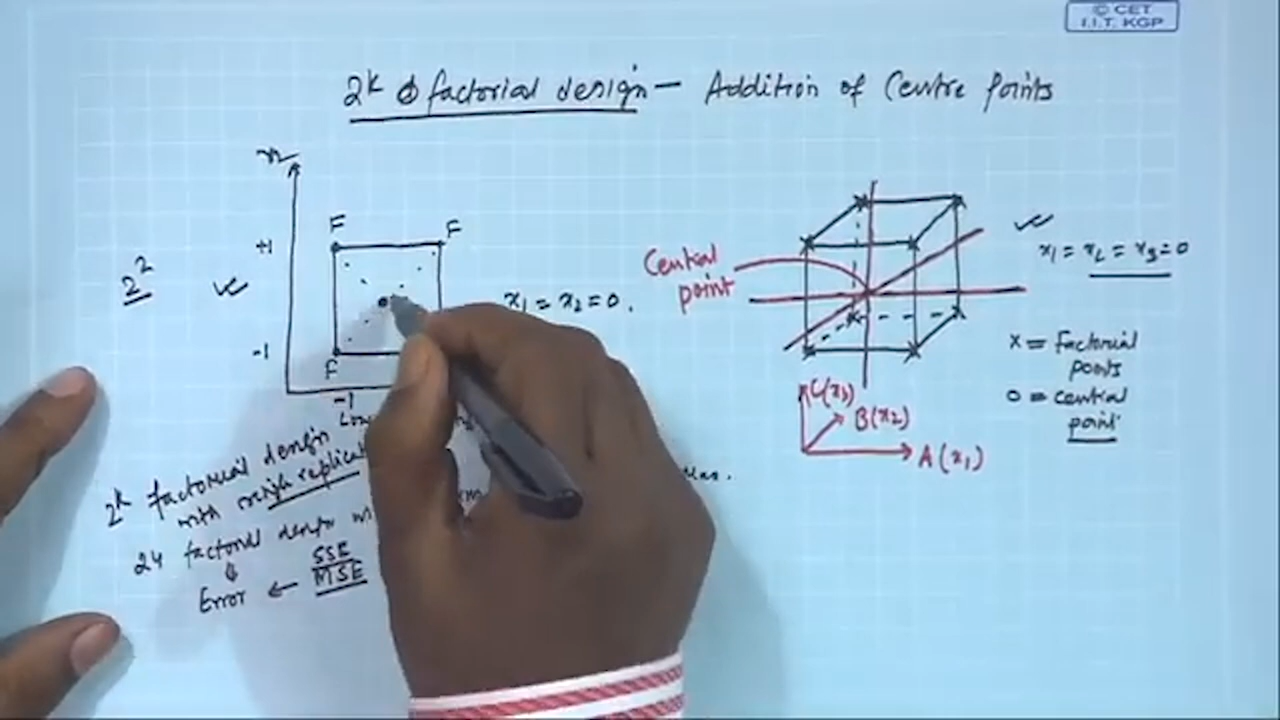 © CET
I.I.T. KGP
2k factorial design — Addition of Centre Points
x2
F
F
+1
2²
x1 = x2 = 0.
-1
F
-1
Central
point
x1 = x2 = x3 = 0
x = Factorial
points
0 = central
point
C(x3)
B(x2)
A(x1)
2k factorial design
with single replicat
24 factorial design
SSE
MSE
Error ←